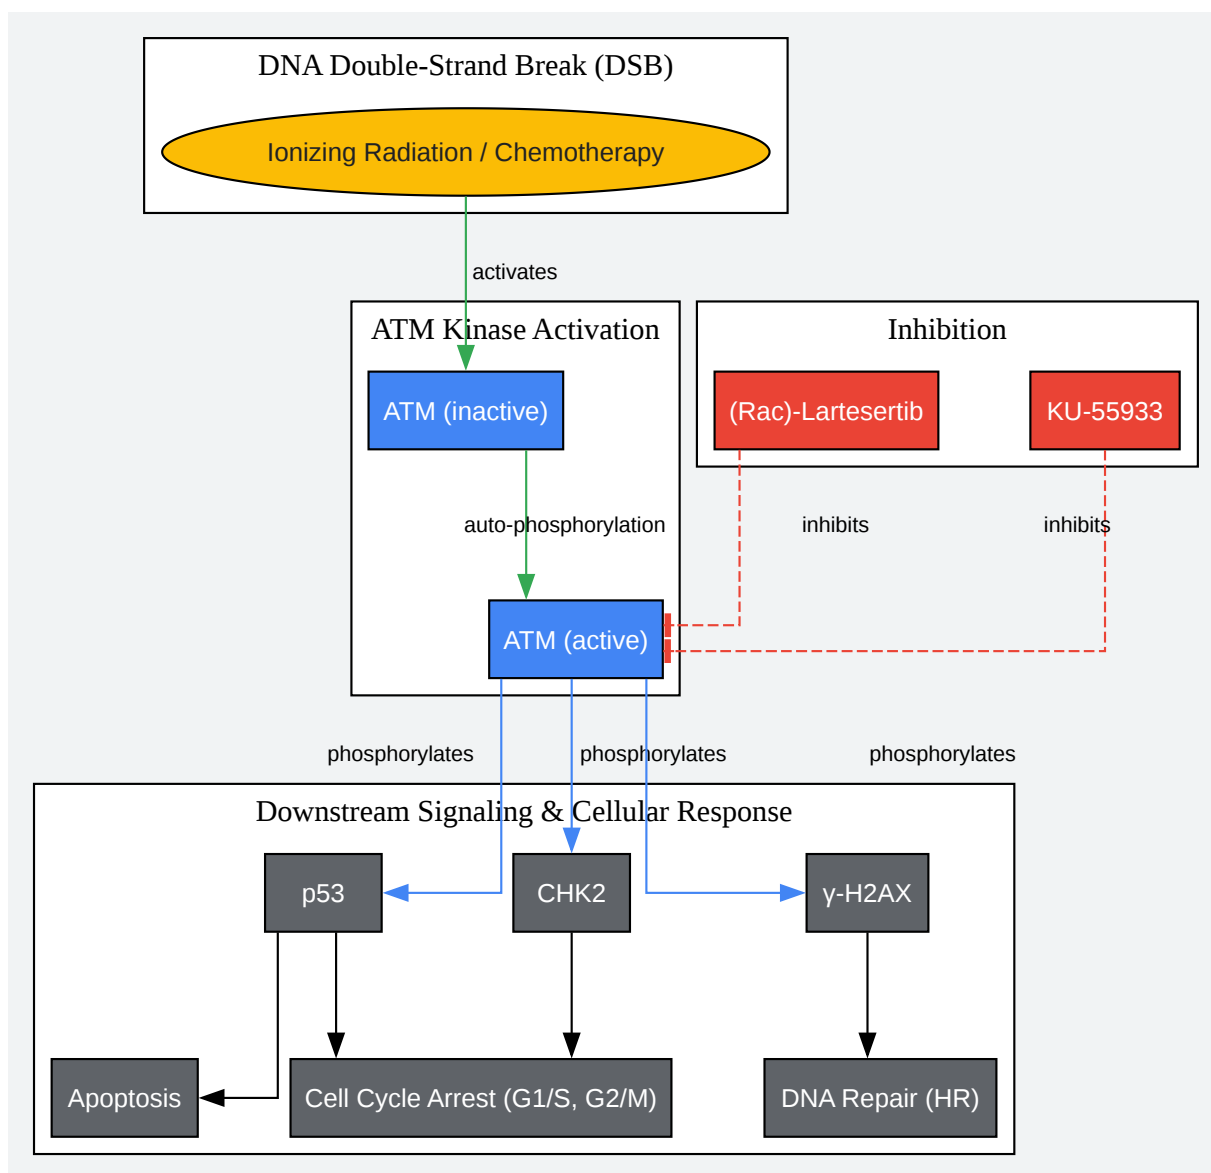 DNA Double-Strand Break (DSB)
Ionizing Radiation / Chemotherapy
activates
ATM Kinase Activation
Inhibition
ATM (inactive)
(Rac)-Lartesertib
KU-55933
auto-phosphorylation
inhibits
inhibits
ATM (active)
phosphorylates
phosphorylates
phosphorylates
Downstream Signaling & Cellular Response
p53
CHK2
γ-H2AX
Apoptosis
Cell Cycle Arrest (G1/S, G2/M)
DNA Repair (HR)